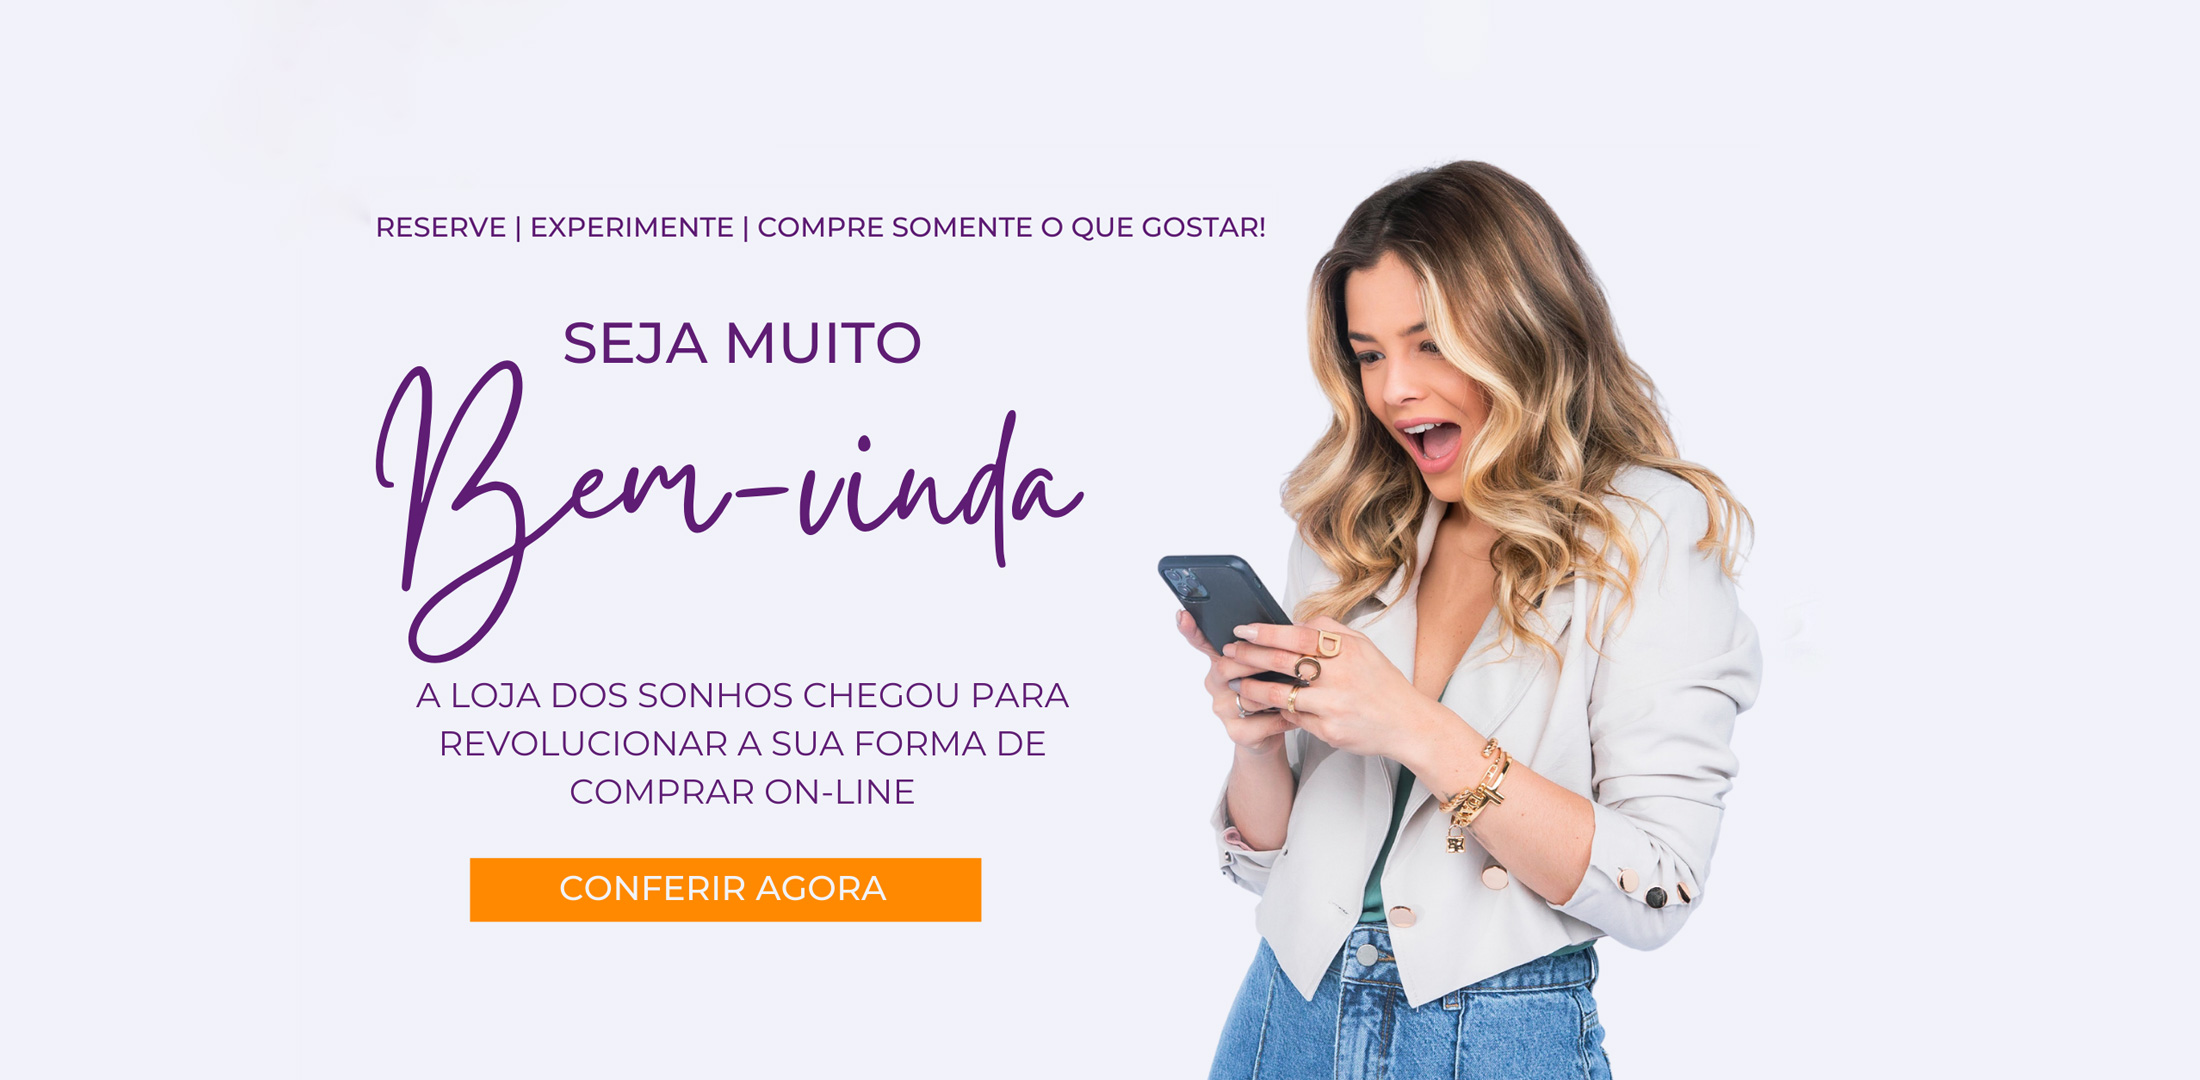 RESERVE | EXPERIMENTE | COMPRE SOMENTE O QUE GOSTAR!
SEJA MUITO
Bem-vinda
A LOJA DOS SONHOS CHEGOU PARA
REVOLUCIONAR A SUA FORMA DE
COMPRAR ON-LINE
CONFERIR AGORA